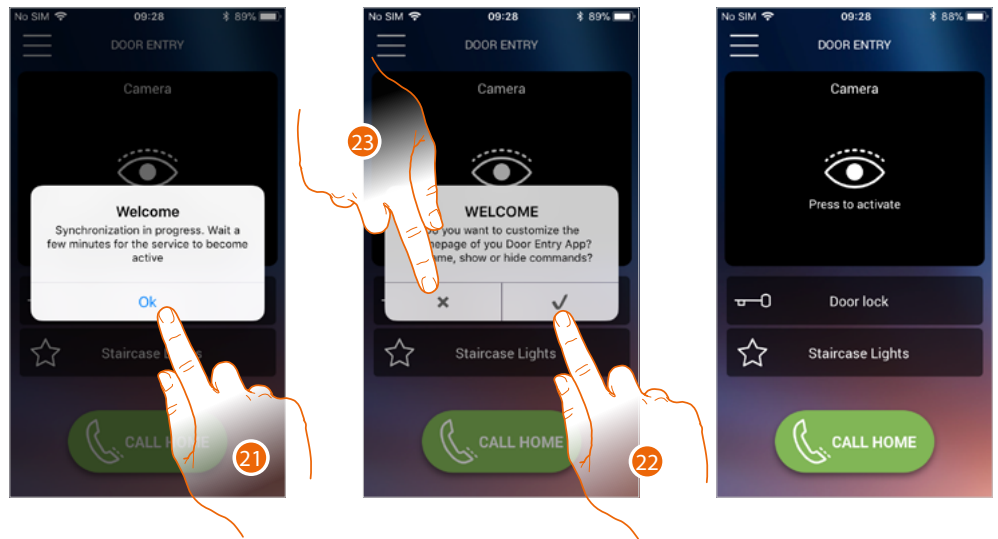 No SIM 09:28 89%
DOOR ENTRY
Camera
Welcome
Synchronization in progress. Wait a
few minutes for the service to become
active
Ok
Staircase
CALL HOME
21
No SIM 09:28 89%
DOOR ENTRY
Camera
23
WELCOME
you want to customize the
of you Door Entry App?
show or hide commands?
Staircase Lights
CALL HOME
22
No SIM 09:28 88%
DOOR ENTRY
Camera
Press to activate
Door lock
Staircase Lights
CALL HOME